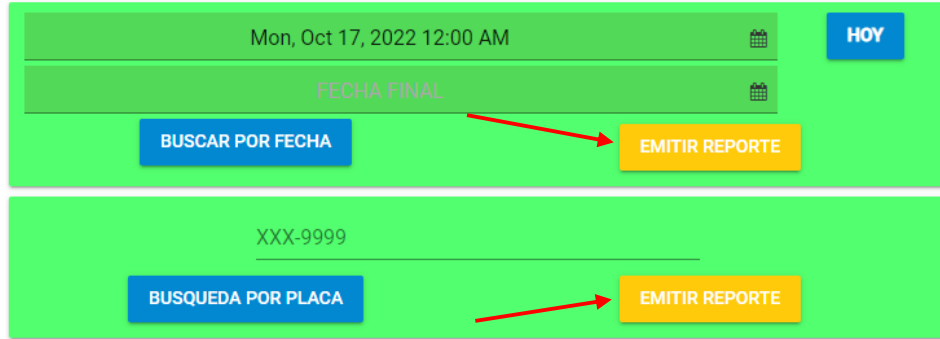 Mon, Oct 17, 2022 12:00 AM
HOY
FECHA FINAL
BUSCAR POR FECHA
EMITIR REPORTE
XXX-9999
BUSQUEDA POR PLACA
EMITIR REPORTE